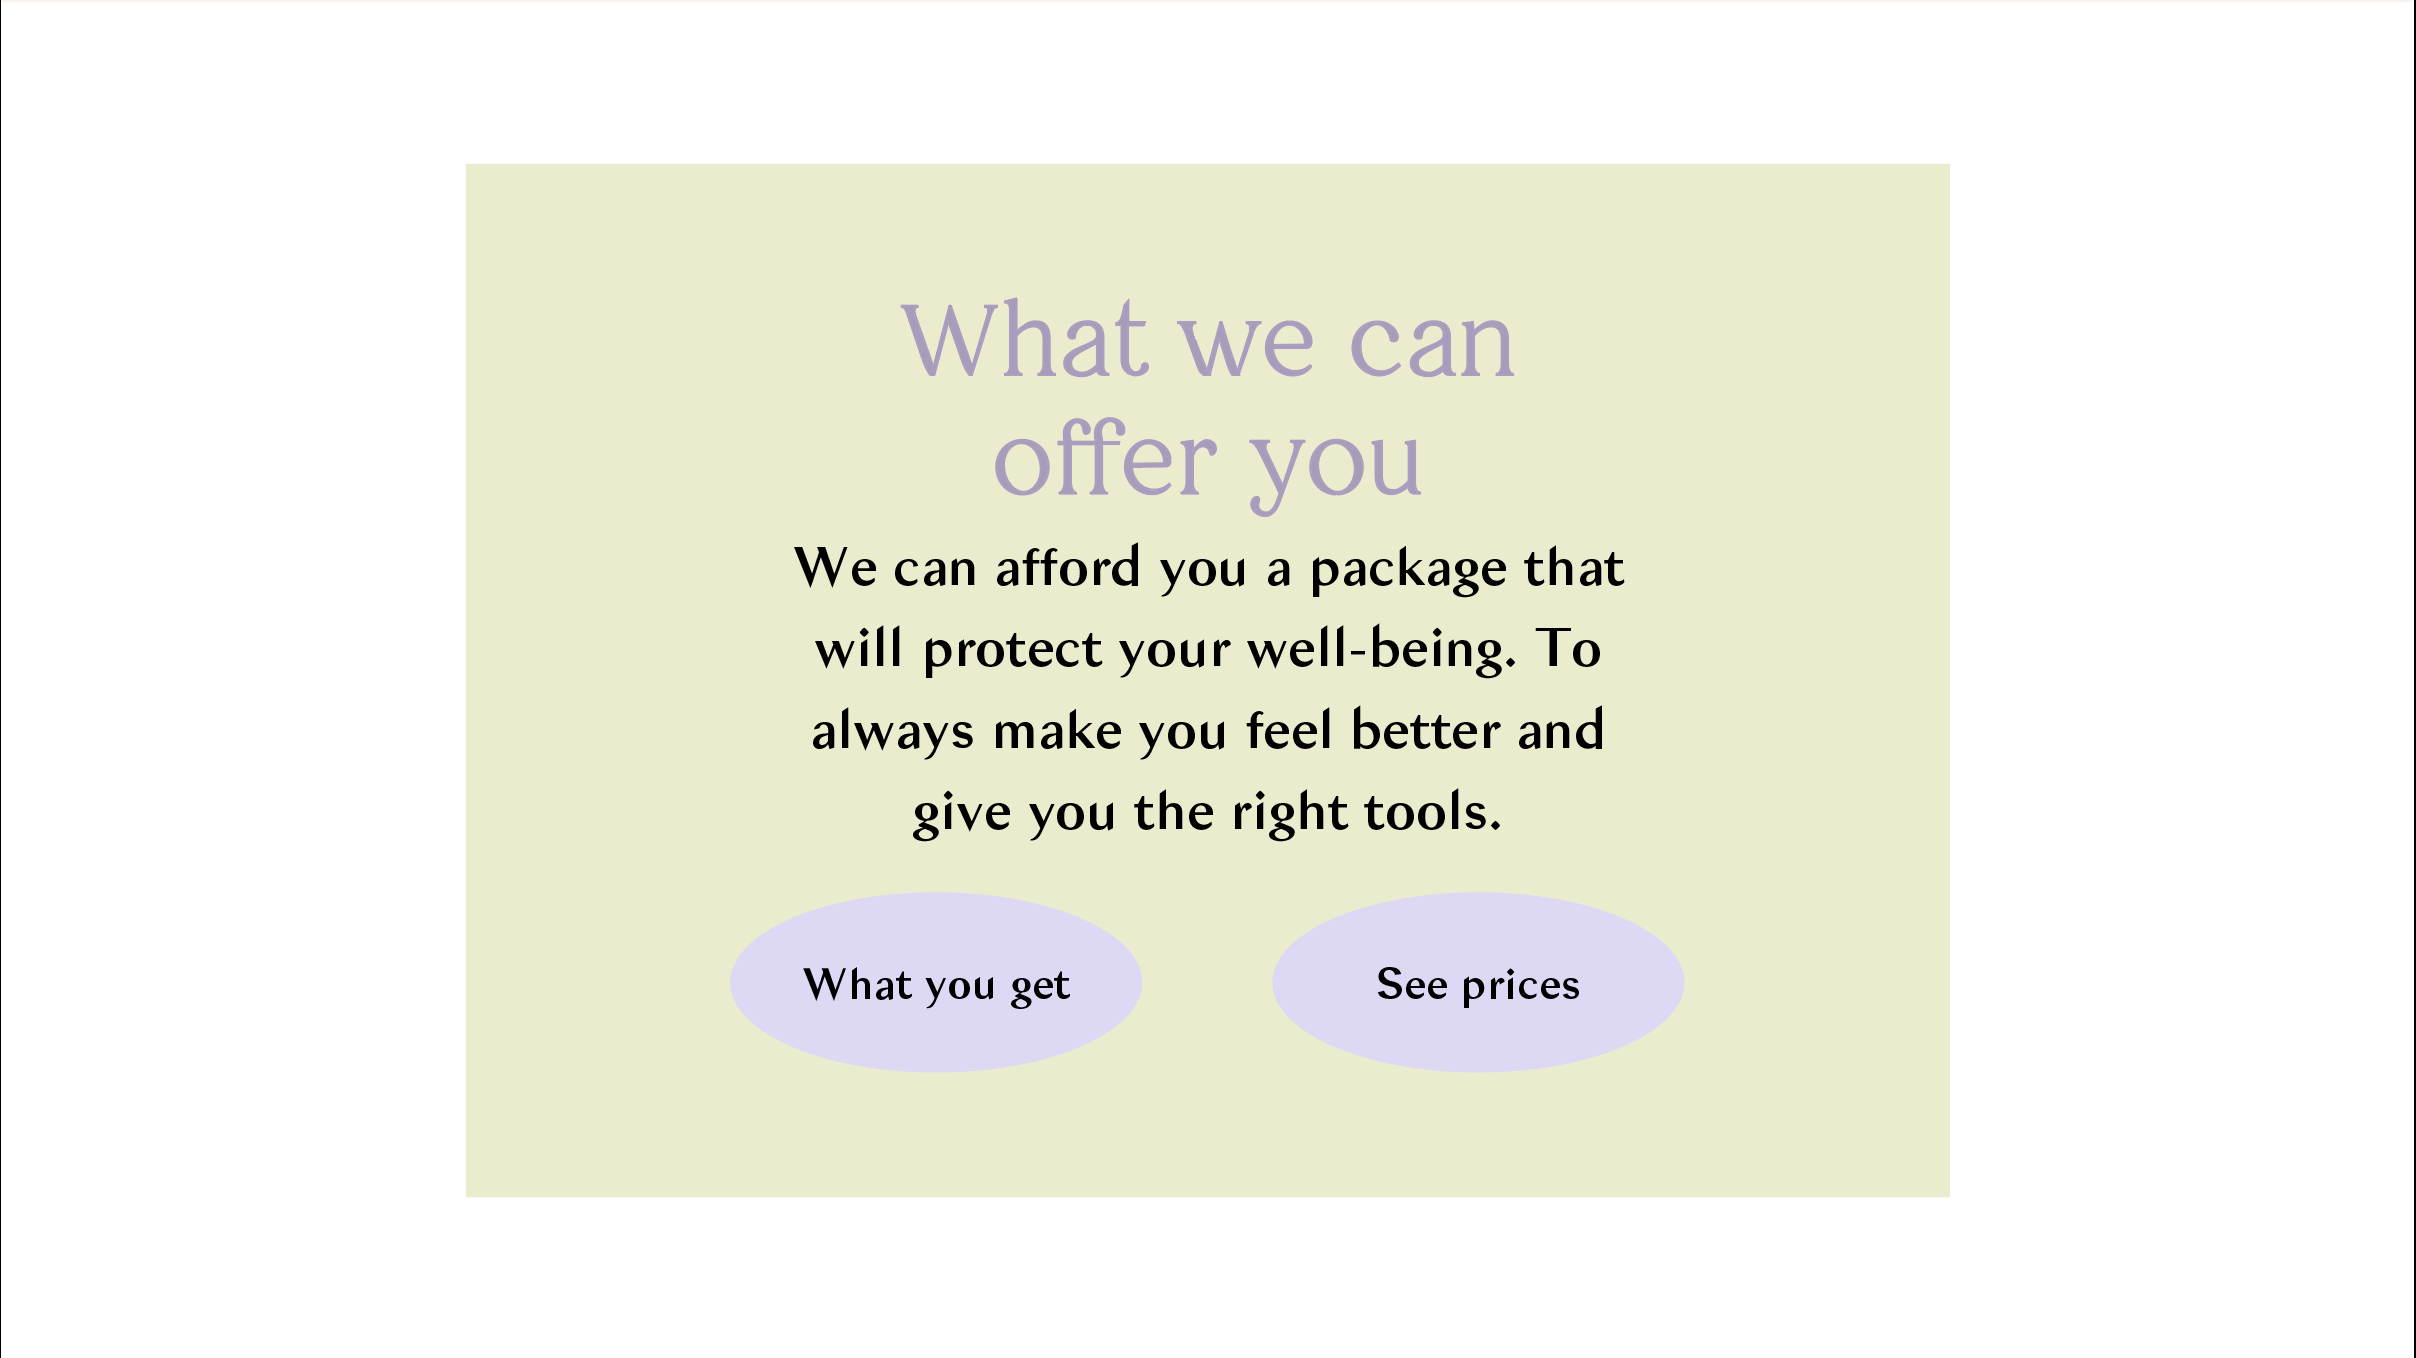 What we can
offer you
We can afford you a package that
will protect your well-being. To
always make you feel better and
give you the right tools.
What you get
See prices